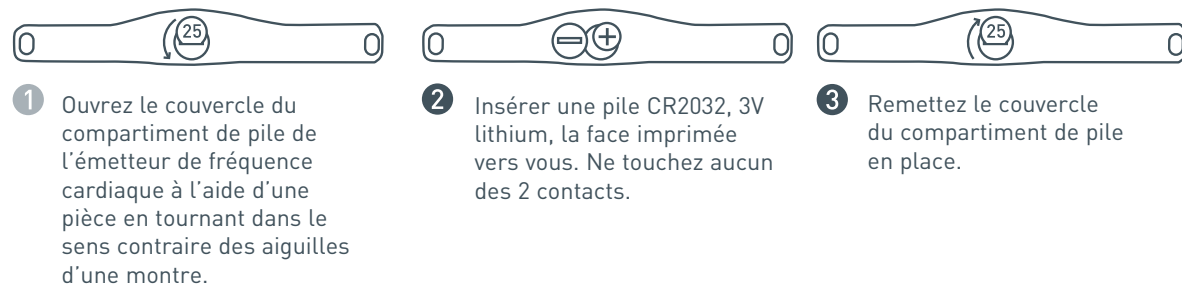 25
1
Ouvrez le couvercle du
compartiment de pile de
l’émetteur de fréquence
cardiaque à l’aide d’une
pièce en tournant dans le
sens contraire des aiguilles
d’une montre.
2
Insérer une pile CR2032, 3V
lithium, la face imprimée
vers vous. Ne touchez aucun
des 2 contacts.
25
3
Remettez le couvercle
du compartiment de pile
en place.